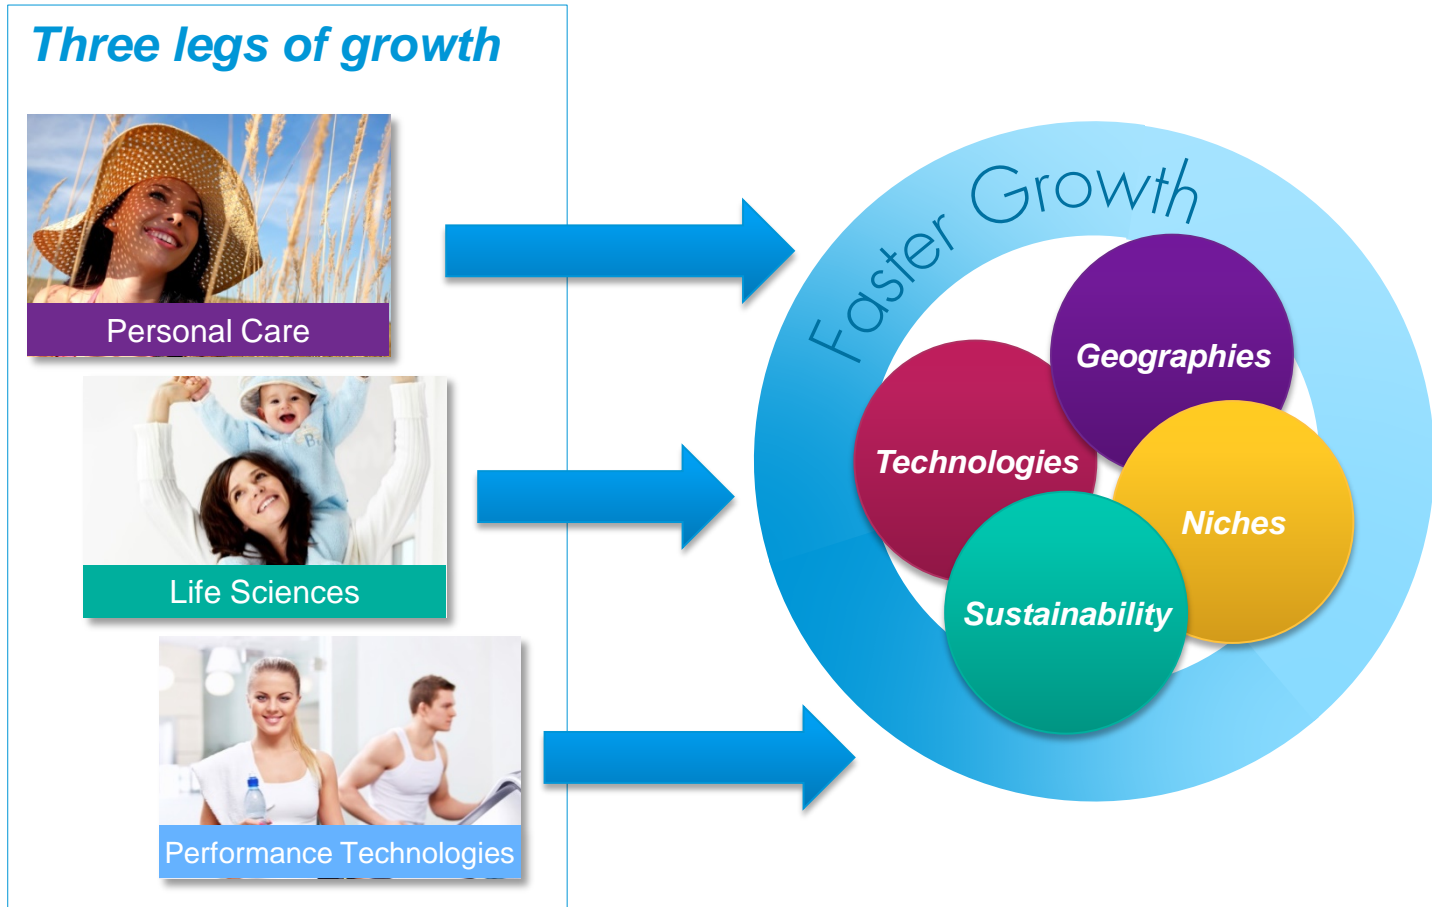 Three legs of growth
Personal Care
Life Sciences
Performance Technologies
Faster Growth
Geographies
Technologies
Niches
Sustainability